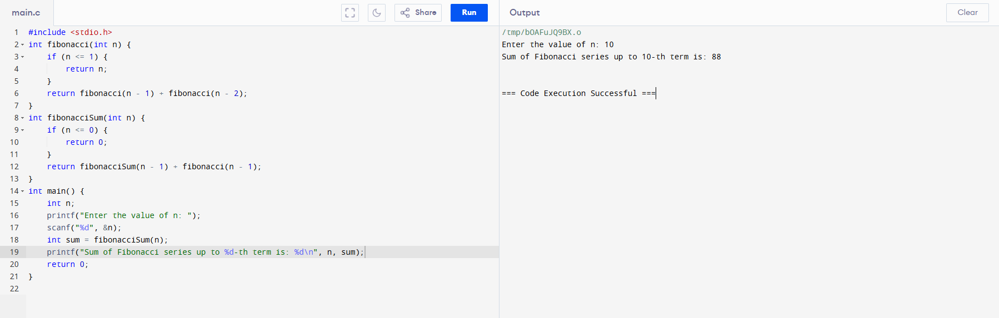 main.c
Share
Run
Output
Clear
1 #include <stdio.h>
2 int fibonacci(int n) {
3     if (n <= 1) {
4         return n;
5     }
6     return fibonacci(n - 1) + fibonacci(n - 2);
7 }
8 int fibonacciSum(int n) {
9     if (n <= 0) {
10         return 0;
11     }
12     return fibonacciSum(n - 1) + fibonacci(n - 1);
13 }
14 int main() {
15     int n;
16     printf("Enter the value of n: ");
17     scanf("%d", &n);
18     int sum = fibonacciSum(n);
19     printf("Sum of Fibonacci series up to %d-th term is: %d\n", n, sum);
20     return 0;
21 }
22
/tmp/bOAFuJQ9BX.o
Enter the value of n: 10
Sum of Fibonacci series up to 10-th term is: 88
=== Code Execution Successful ===